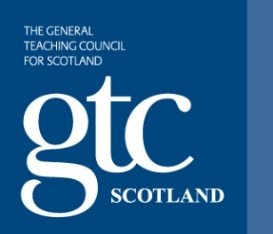 THE GENERAL
TEACHING COUNCIL
FOR SCOTLAND
gtc
SCOTLAND